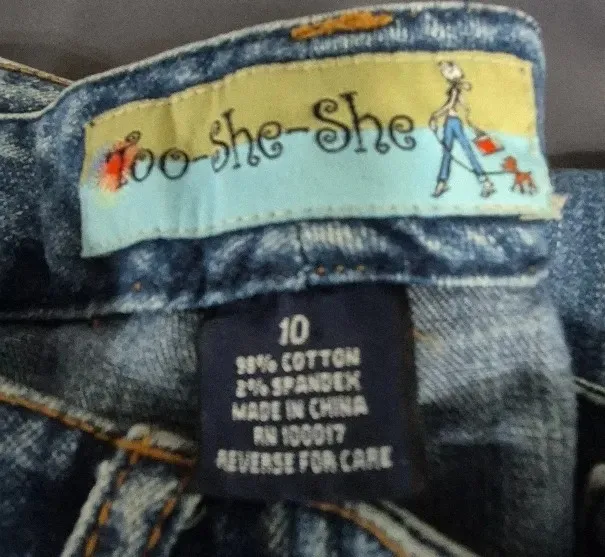 Too-She-She
10
98% COTTON
2% SPANDEX
MADE IN CHINA
RN 100017
REVERSE FOR CARE